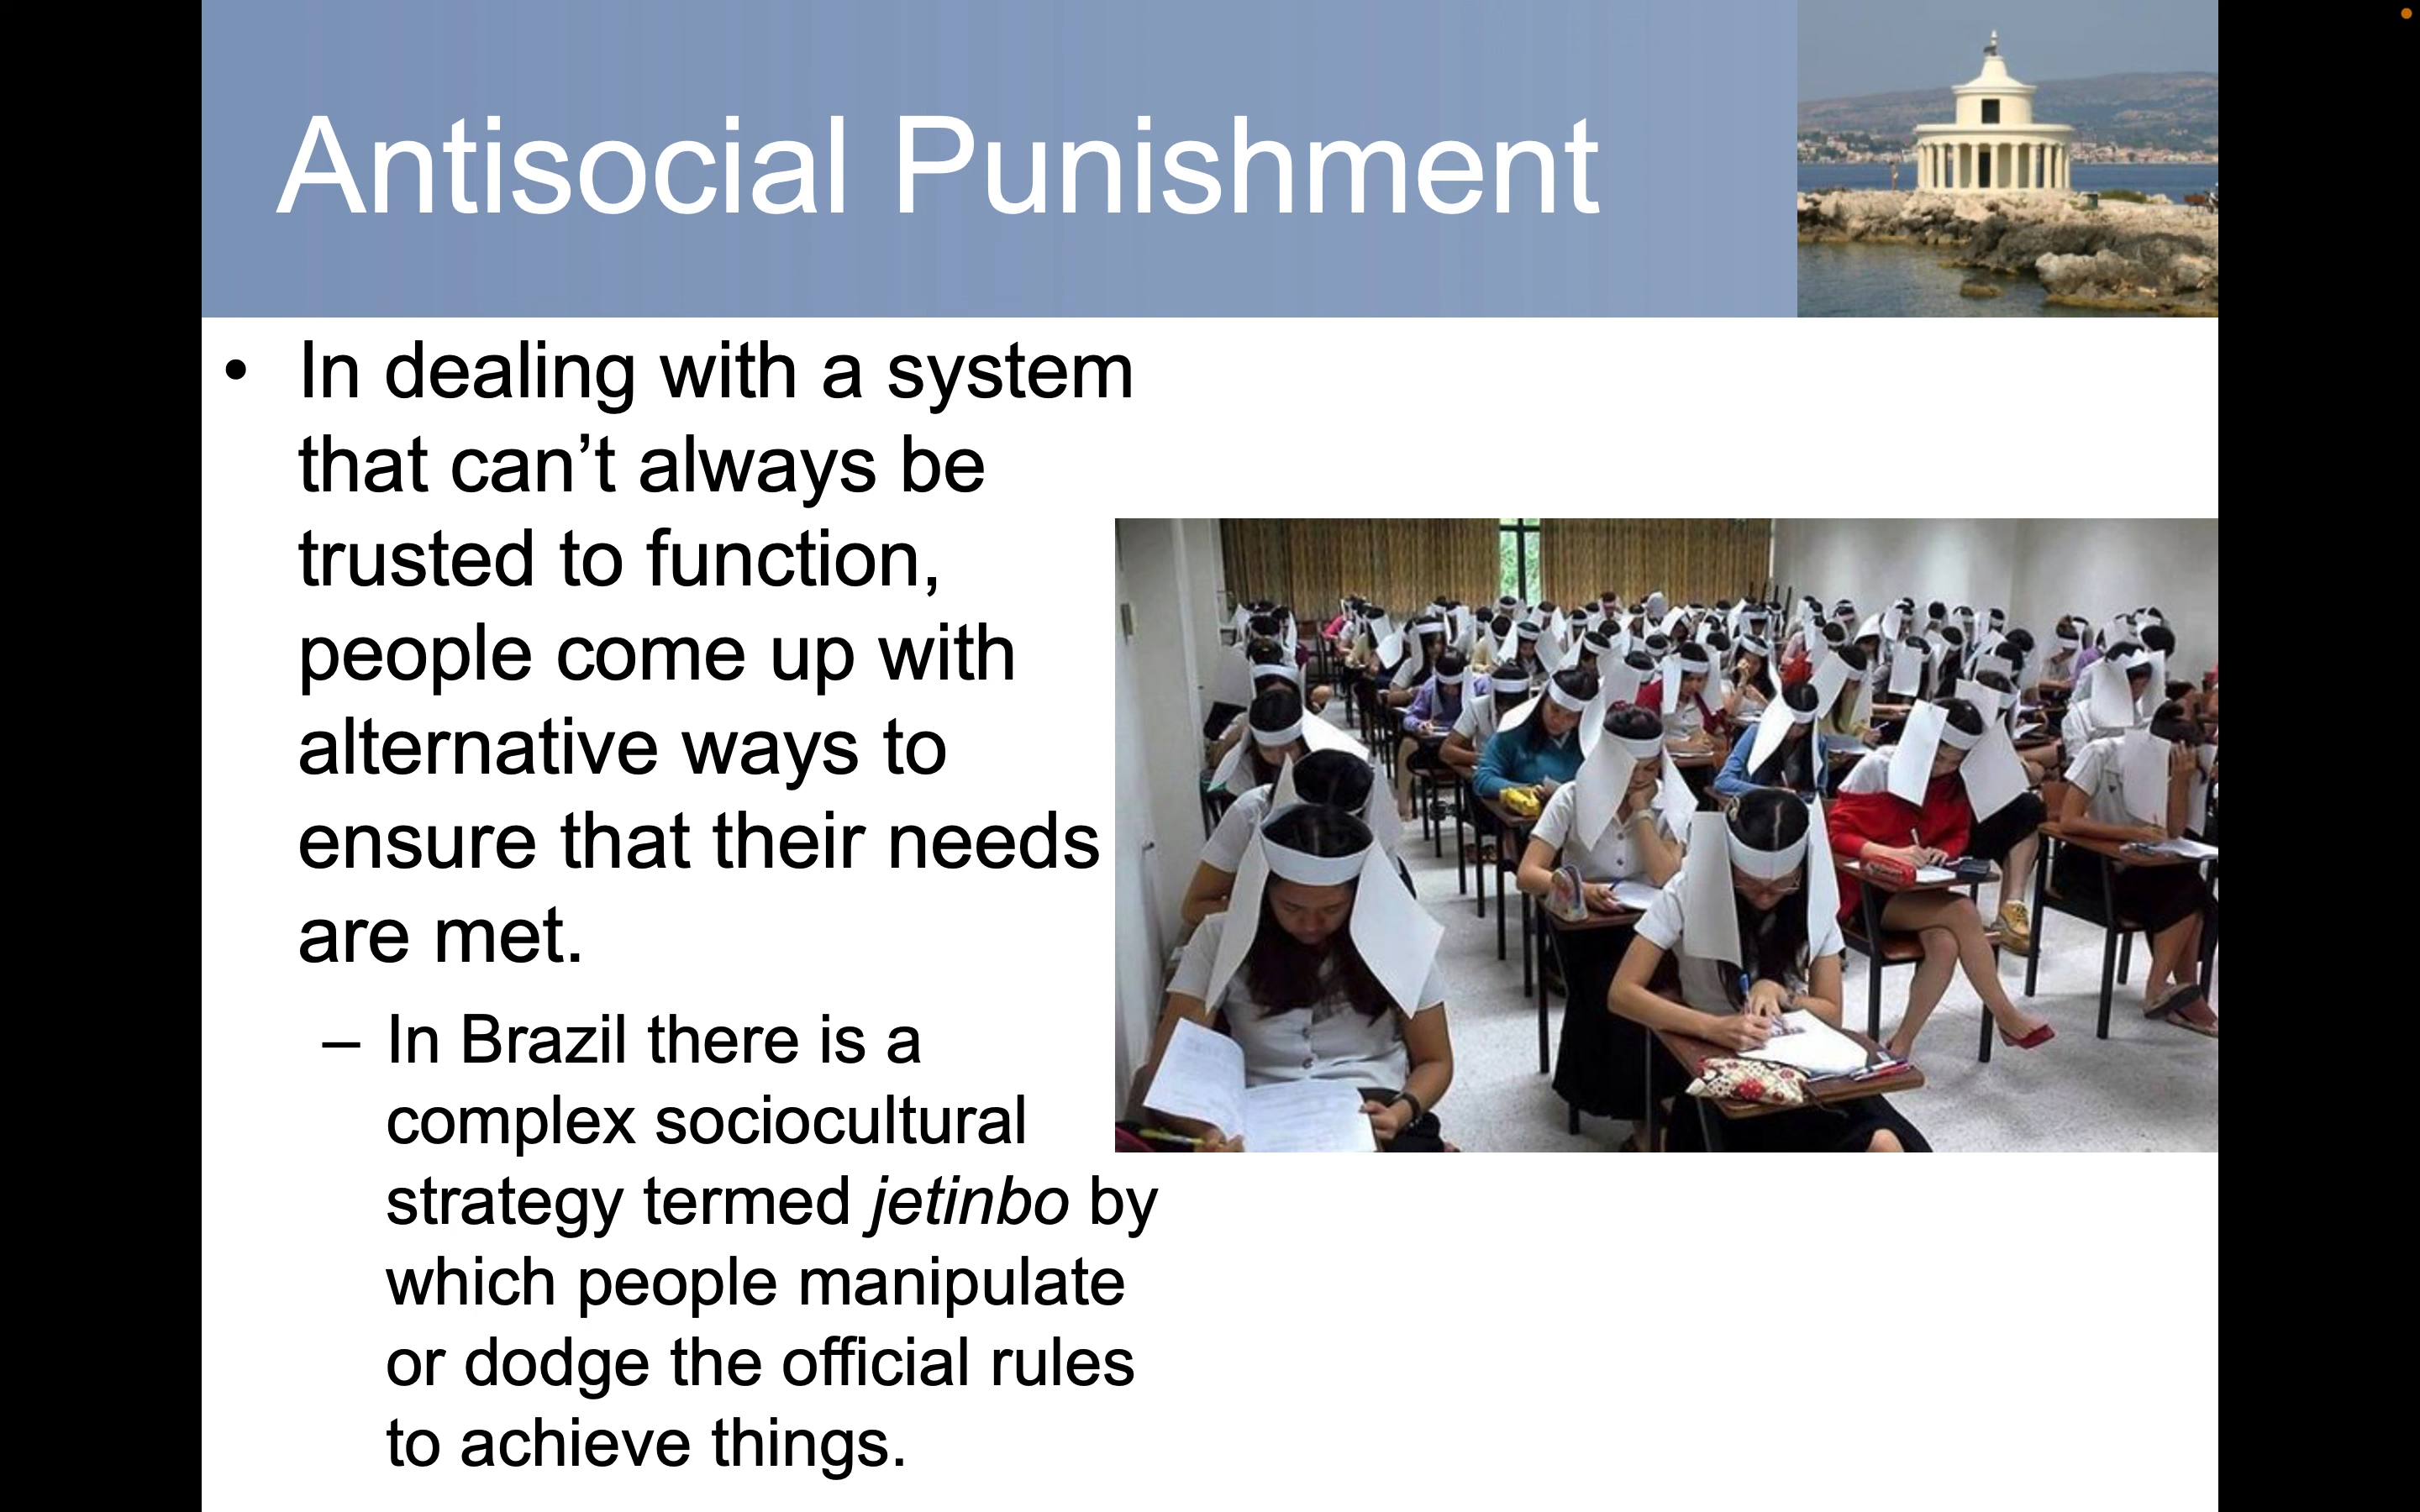 Antisocial Punishment
• In dealing with a system
that can’t always be
trusted to function,
people come up with
alternative ways to
ensure that their needs
are met.
– In Brazil there is a
complex sociocultural
strategy termed jetinbo by
which people manipulate
or dodge the official rules
to achieve things.